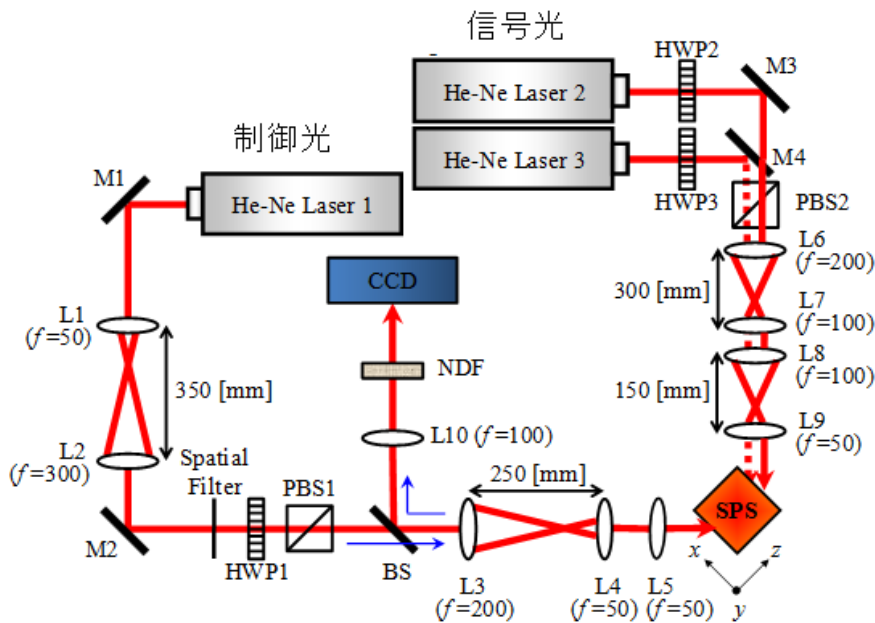 信号光
HWP2
M3
He-Ne Laser 2
He-Ne Laser 3
M4
HWP3
PBS2
制御光
M1
He-Ne Laser 1
L6
(f=200)
300 [mm]
L7
(f=100)
CCD
L1
(f=50)
350 [mm]
NDF
L8
(f=100)
150 [mm]
L9
(f=50)
L10 (f=100)
L2
(f=300)
Spatial
Filter
PBS1
250 [mm]
SPS
M2
HWP1
BS
L3
(f=200)
L4
(f=50)
L5
(f=50)
x
z
y